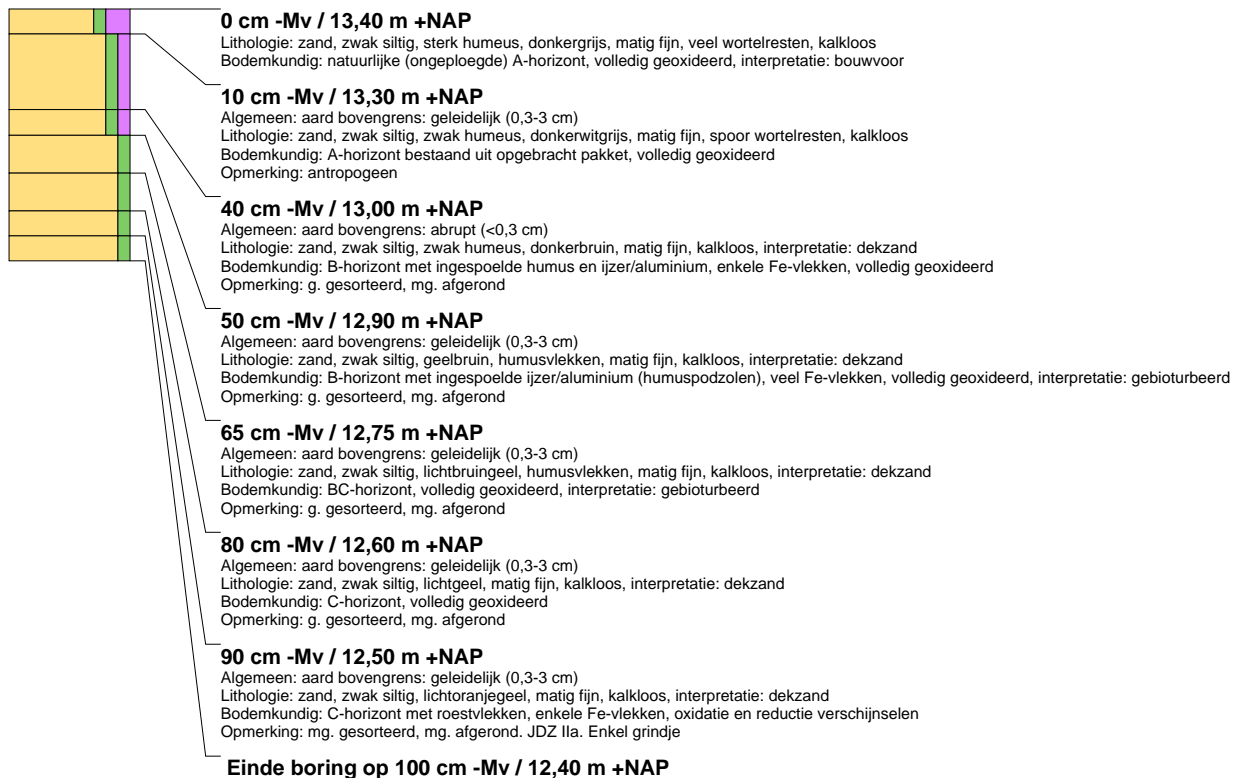 0 cm -Mv / 13,40 m +NAP
Lithologie: zand, zwak siltig, sterk humeus, donkergrijs, matig fijn, veel wortelresten, kalkloos
Bodemkundig: natuurlijke (ongeploegde) A-horizont, volledig geoxideerd, interpretatie: bouwvoor
10 cm -Mv / 13,30 m +NAP
Algemeen: aard bovengrens: geleidelijk (0,3-3 cm)
Lithologie: zand, zwak siltig, zwak humeus, donkerwitgrijs, matig fijn, spoor wortelresten, kalkloos
Bodemkundig: A-horizont bestaand uit opgebracht pakket, volledig geoxideerd
Opmerking: antropogeen
40 cm -Mv / 13,00 m +NAP
Algemeen: aard bovengrens: abrupt (<0,3 cm)
Lithologie: zand, zwak siltig, zwak humeus, donkerbruin, matig fijn, kalkloos, interpretatie: dekzand
Bodemkundig: B-horizont met ingespoelde humus en ijzer/aluminium, enkele Fe-vlekken, volledig geoxideerd
Opmerking: g. gesorteerd, mg. afgerond
50 cm -Mv / 12,90 m +NAP
Algemeen: aard bovengrens: geleidelijk (0,3-3 cm)
Lithologie: zand, zwak siltig, geelbruin, humusvlekken, matig fijn, kalkloos, interpretatie: dekzand
Bodemkundig: B-horizont met ingespoelde ijzer/aluminium (humuspodzolen), veel Fe-vlekken, volledig geoxideerd, interpretatie: gebioturbeerd
Opmerking: g. gesorteerd, mg. afgerond
65 cm -Mv / 12,75 m +NAP
Algemeen: aard bovengrens: geleidelijk (0,3-3 cm)
Lithologie: zand, zwak siltig, lichtbruingeel, humusvlekken, matig fijn, kalkloos, interpretatie: dekzand
Bodemkundig: BC-horizont, volledig geoxideerd, interpretatie: gebioturbeerd
Opmerking: g. gesorteerd, mg. afgerond
80 cm -Mv / 12,60 m +NAP
Algemeen: aard bovengrens: geleidelijk (0,3-3 cm)
Lithologie: zand, zwak siltig, lichtgeel, matig fijn, kalkloos, interpretatie: dekzand
Bodemkundig: C-horizont, volledig geoxideerd
Opmerking: g. gesorteerd, mg. afgerond
90 cm -Mv / 12,50 m +NAP
Algemeen: aard bovengrens: geleidelijk (0,3-3 cm)
Lithologie: zand, zwak siltig, lichtoranjegeel, matig fijn, kalkloos, interpretatie: dekzand
Bodemkundig: C-horizont met roestvlekken, enkele Fe-vlekken, oxidatie en reductie verschijnselen
Opmerking: mg. gesorteerd, mg. afgerond. JDZ IIa. Enkel grindje
Einde boring op 100 cm -Mv / 12,40 m +NAP